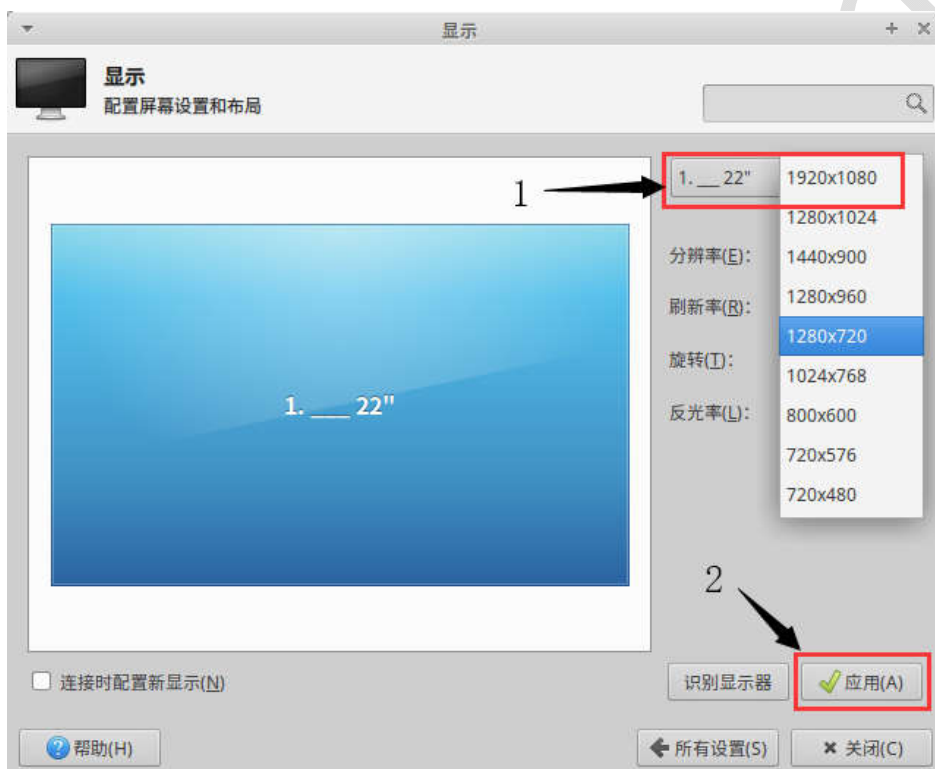 显示
显示
配置屏幕设置和布局
1
1. __ 22"
1920x1080
1280x1024
分辨率(E):
1440x900
刷新率(R):
1280x960
1280x720
旋转(T):
1024x768
1. ___ 22"
反光率(L):
800x600
720x576
720x480
2
连接时配置新显示(N)
识别显示器
应用(A)
帮助(H)
所有设置(S)
关闭(C)